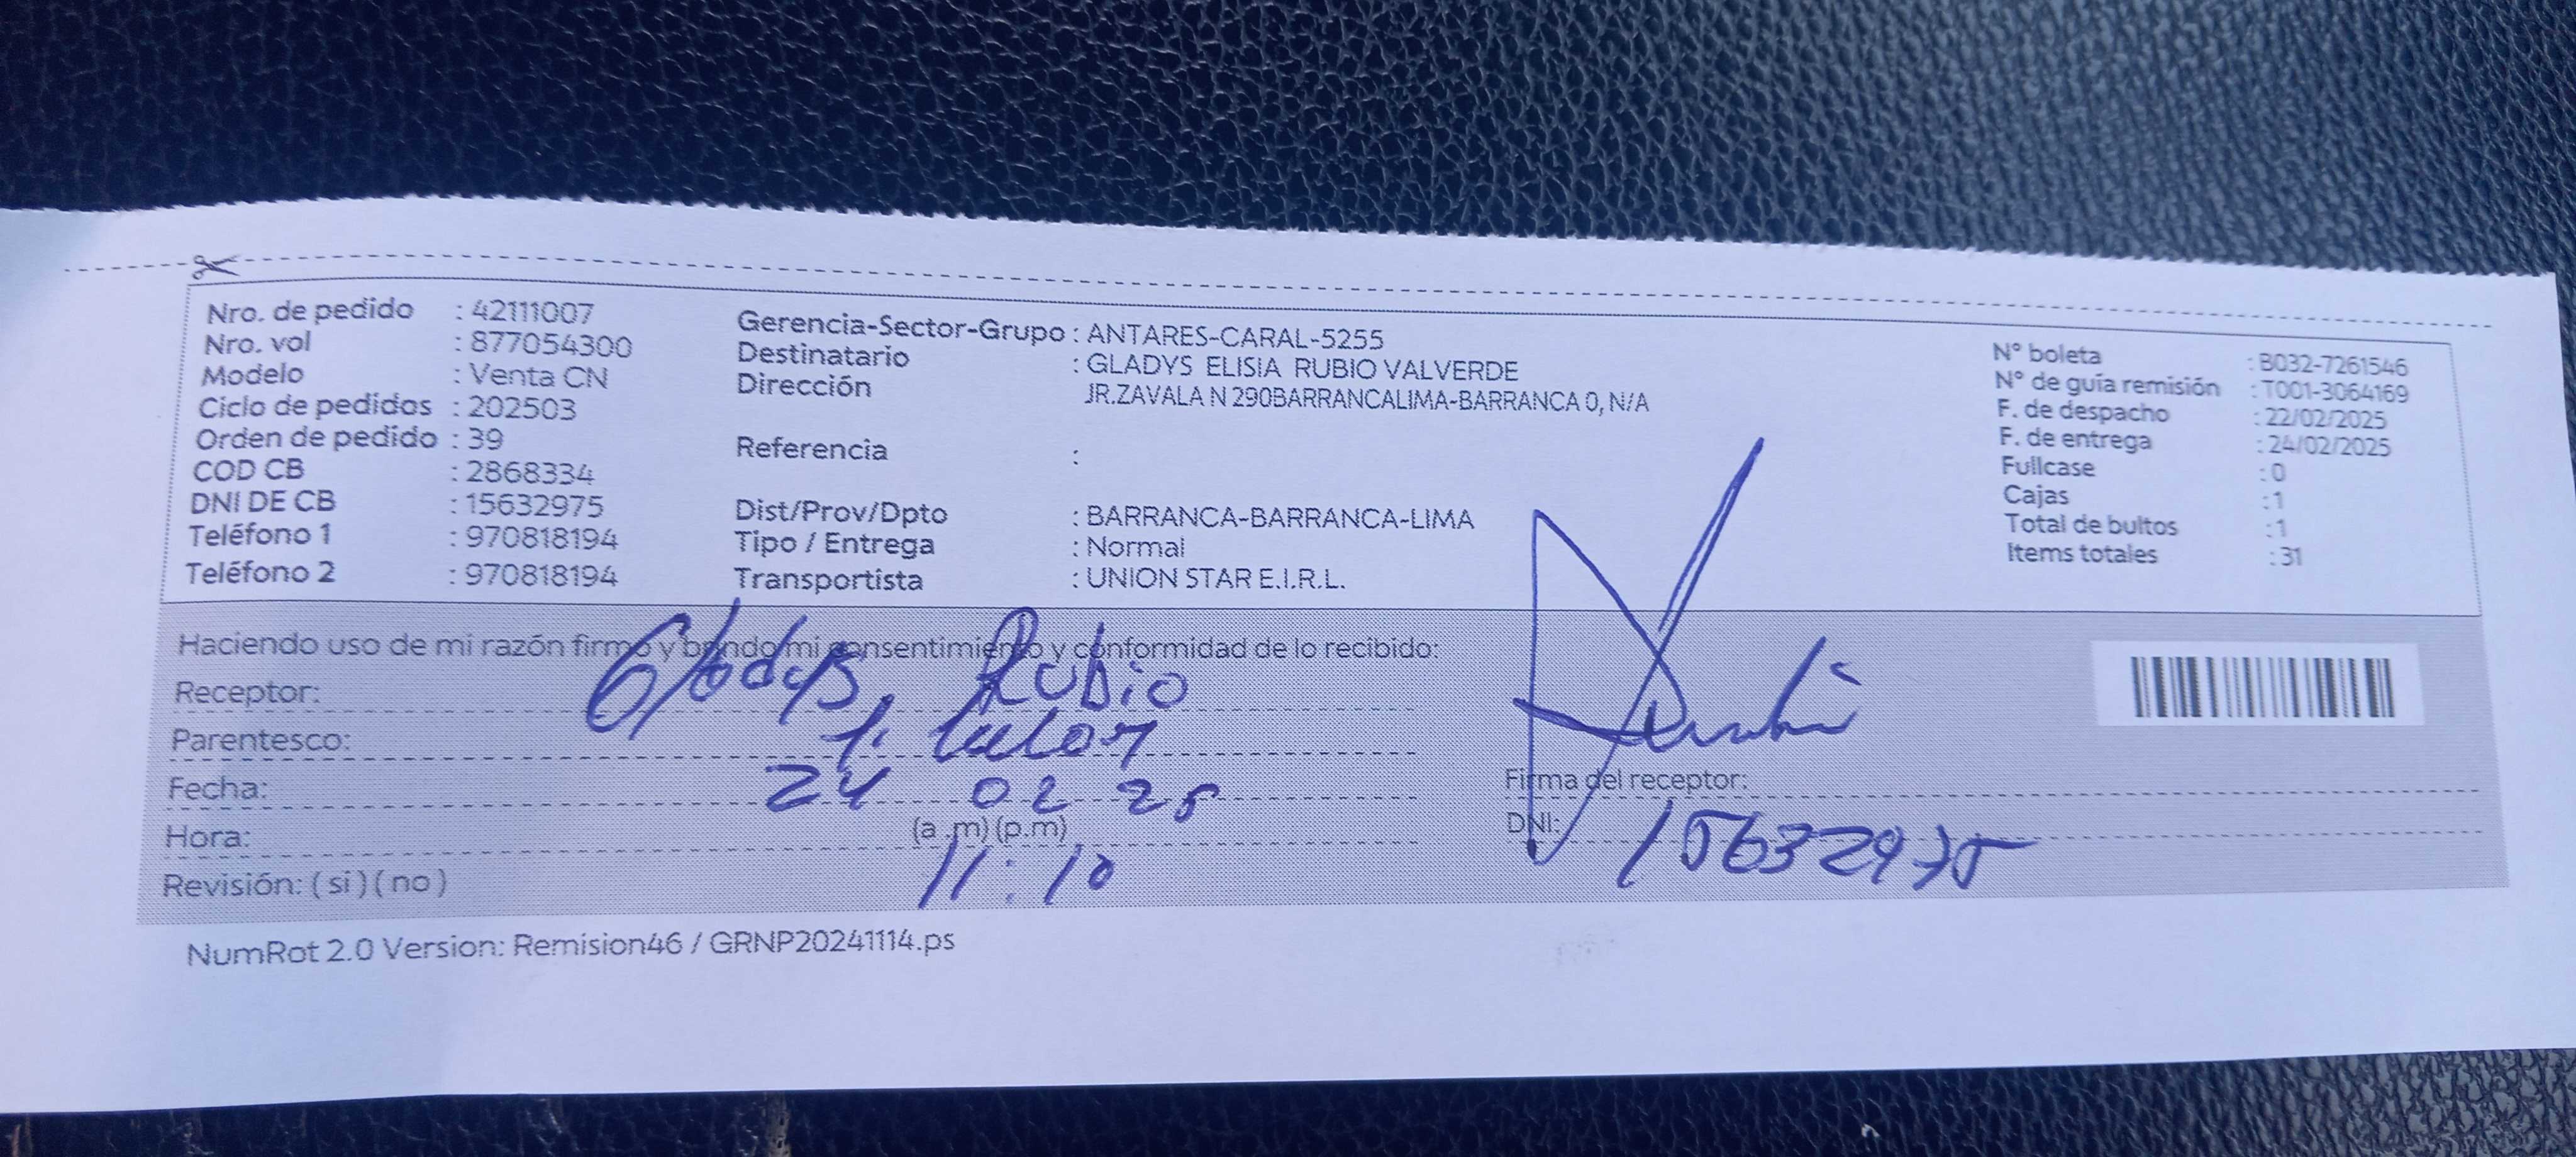 Nro. de pedido : 42111007
Nro. vol : 877054300
Modelo : Venta CN
Ciclo de pedidos : 202503
Orden de pedido : 39
COD CB : 2868334
DNI DE CB : 15632975
Teléfono 1 : 970818194
Teléfono 2 : 970818194
Gerencia-Sector-Grupo : ANTARES-CARAL-5255
Destinatario : GLADYS ELISIA RUBIO VALVERDE
Dirección JR.ZAVALA N 290BARRANCALIMA-BARRANCA 0, N/A
Referencia :
Dist/Prov/Dpto : BARRANCA-BARRANCA-LIMA
Tipo / Entrega : Normal
Transportista : UNION STAR E.I.R.L.
N° boleta : B032-7261546
N° de guía remisión : T001-3064169
F. de despacho : 22/02/2025
F. de entrega : 24/02/2025
Fullcase : 0
Cajas : 1
Total de bultos : 1
Items totales : 31
Haciendo uso de mi razón firmo y brindo mi consentimiento y conformidad de lo recibido:
Receptor: Gladys Rubio
Parentesco:
Fecha: 24 02 25
Hora: (a .m) (p.m)
11:10
Revisión: ( si ) ( no )
Firma del receptor:
DNI: 15632975
NumRot 2.0 Version: Remision46 / GRNP20241114.ps